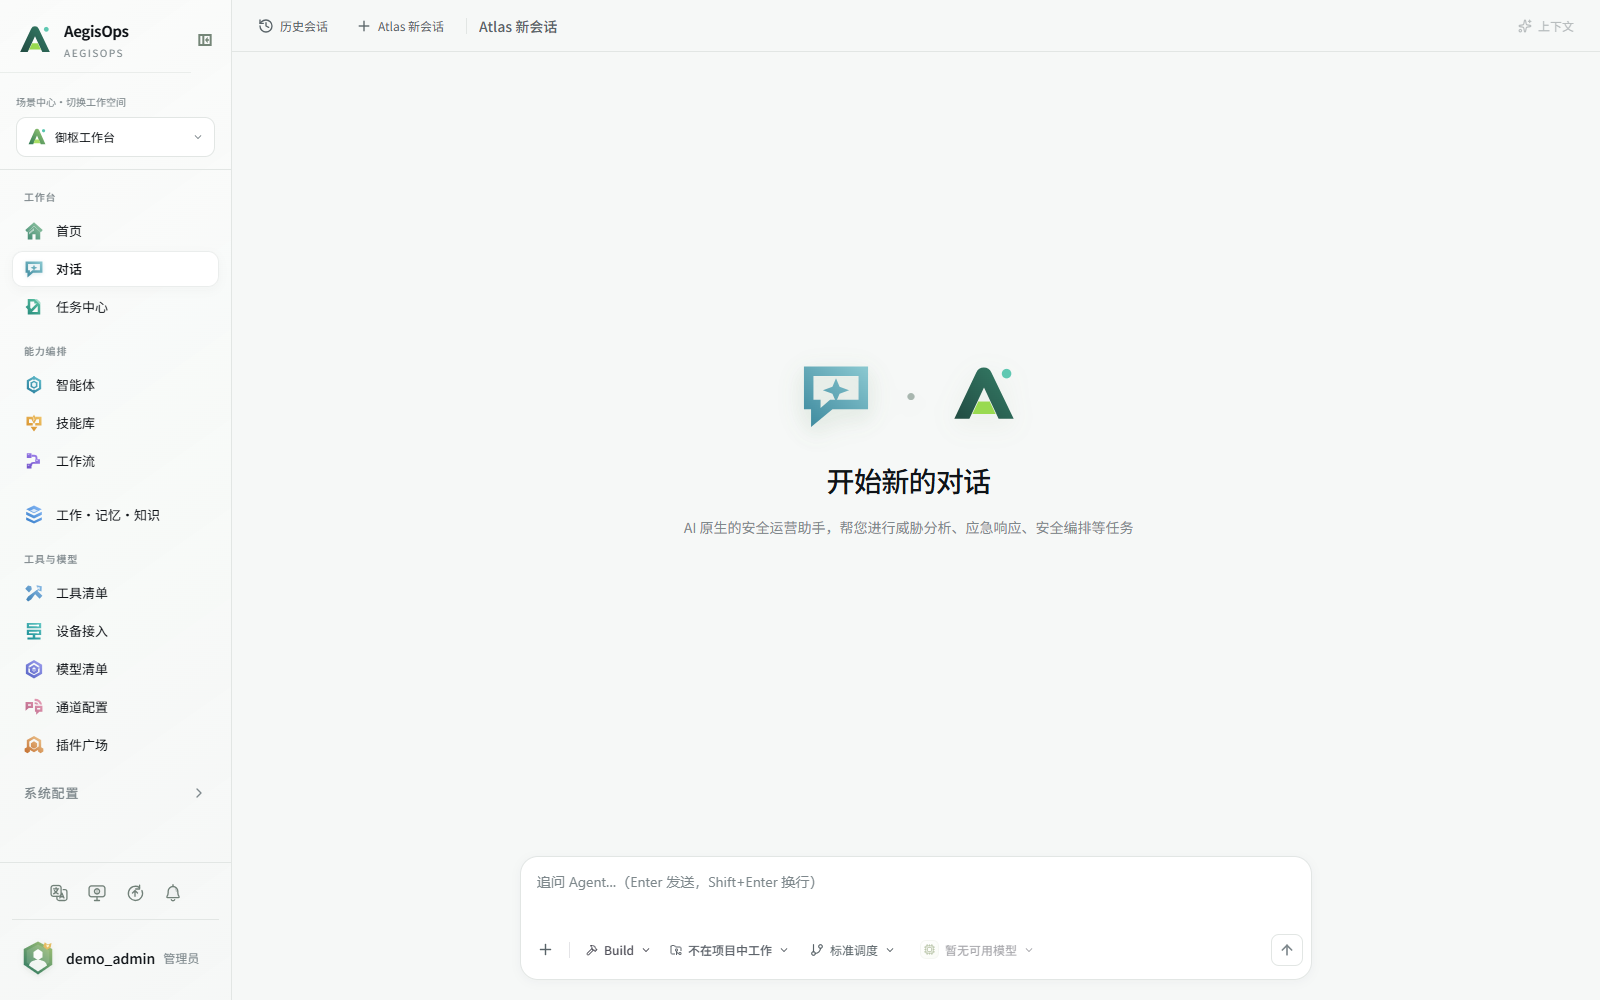 AegisOps
AEGISOPS
场景中心・切换工作空间
御枢工作台
工作台
首页
对话
任务中心
能力编排
智能体
技能库
工作流
工作・记忆・知识
工具与模型
工具清单
设备接入
模型清单
通道配置
插件广场
系统配置
demo_admin 管理员
历史会话
Atlas 新会话
Atlas 新会话
上下文
开始新的对话
AI 原生的安全运营助手，帮您进行威胁分析、应急响应、安全编排等任务
追问 Agent...（Enter 发送，Shift+Enter 换行）
Build
不在项目中工作
标准调度
暂无可用模型